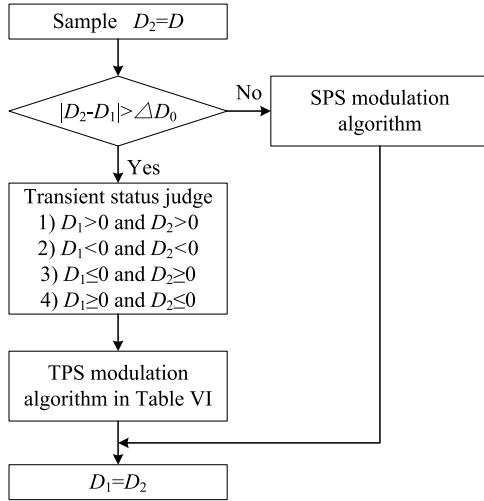 Sample D₂=D
|D₂-D₁|>△D₀
No
SPS modulation
algorithm
Yes
Transient status judge
1) D₁>0 and D₂>0
2) D₁<0 and D₂<0
3) D₁≤0 and D₂≥0
4) D₁≥0 and D₂≤0
TPS modulation
algorithm in Table VI
D₁=D₂